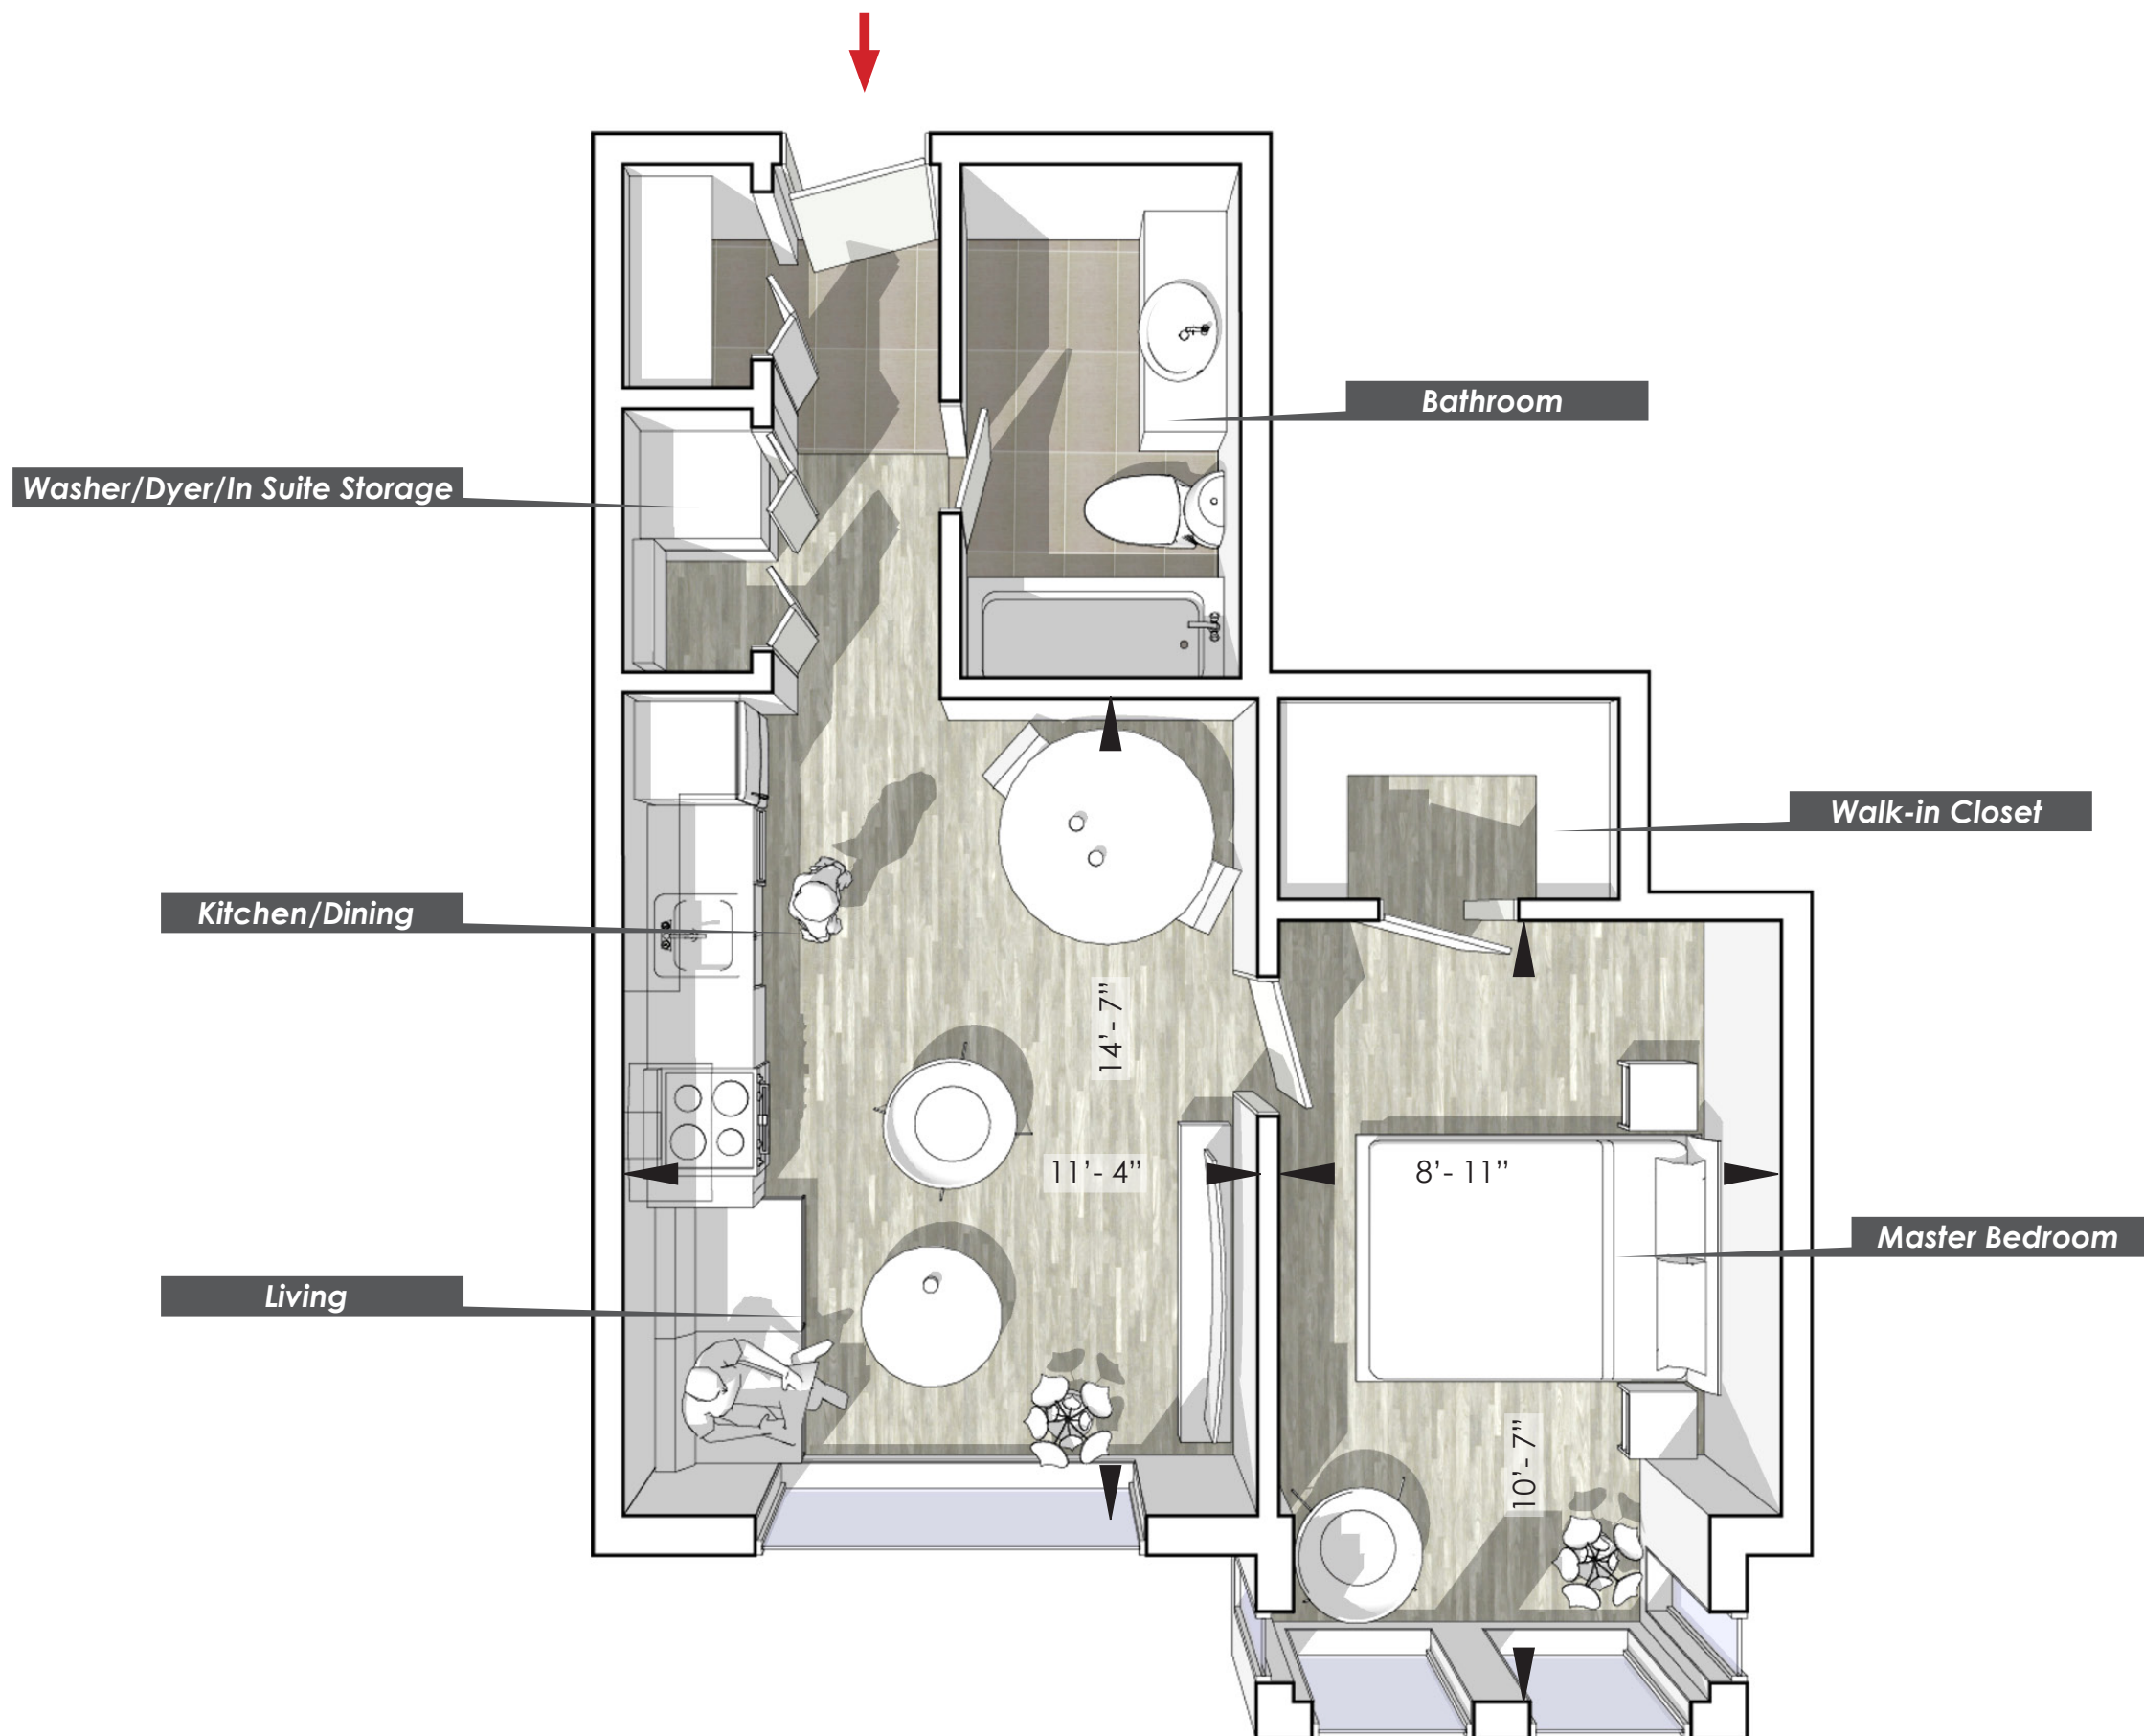 Bathroom
Washer/Dyer/In Suite Storage
Walk-in Closet
Kitchen/Dining
14’- 7”
11’- 4”
8’- 11”
Master Bedroom
Living
10’- 7”